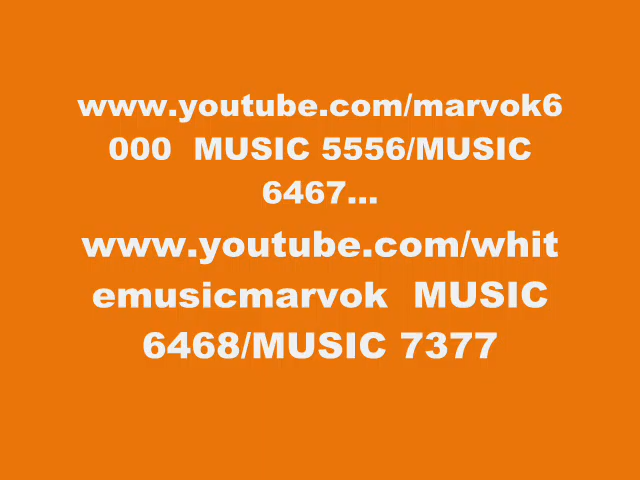 www.youtube.com/marvok6
000  MUSIC 5556/MUSIC
6467...
www.youtube.com/whit
emusicmarvok  MUSIC
6468/MUSIC 7377